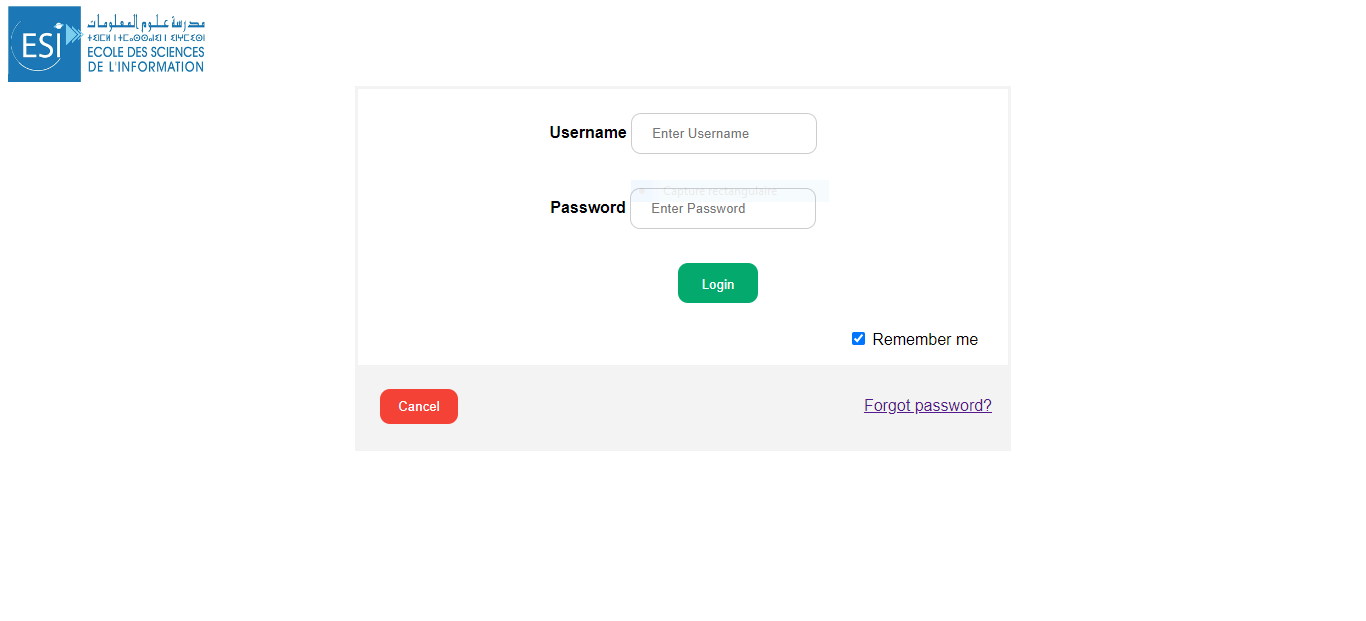 ESi
مدرسة علوم المعلومات
ECOLE DES SCIENCES
DE L'INFORMATION
Username Enter Username
Capture rectangulaire
Password Enter Password
Login
Remember me
Cancel
Forgot password?